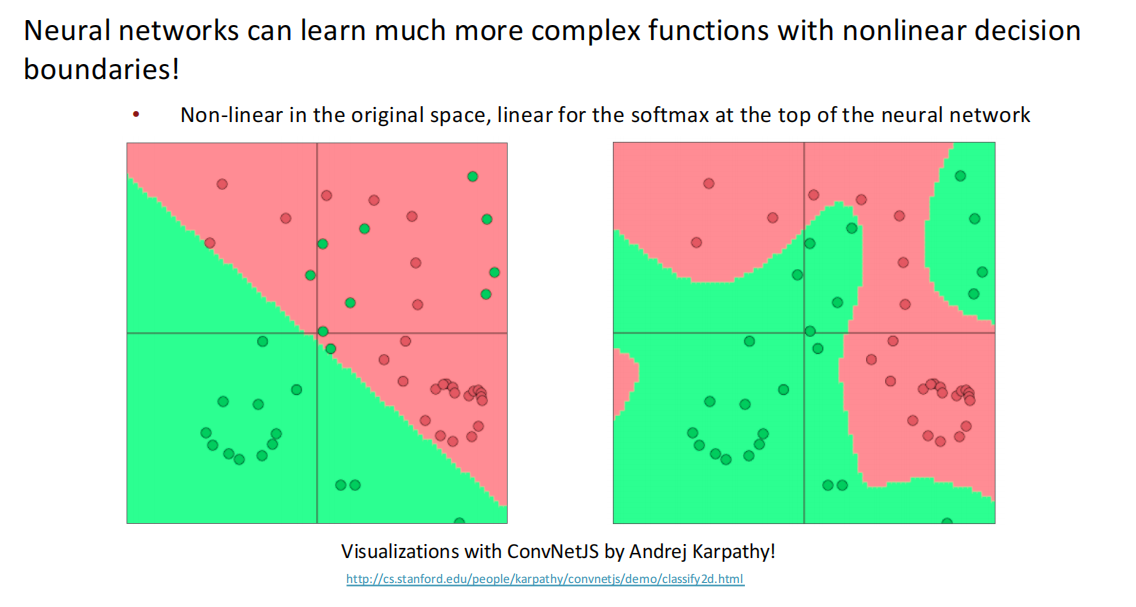 Neural networks can learn much more complex functions with nonlinear decision
boundaries!
• Non-linear in the original space, linear for the softmax at the top of the neural network
Visualizations with ConvNetJS by Andrej Karpathy!
http://cs.stanford.edu/people/karpathy/convnetjs/demo/classify2d.html